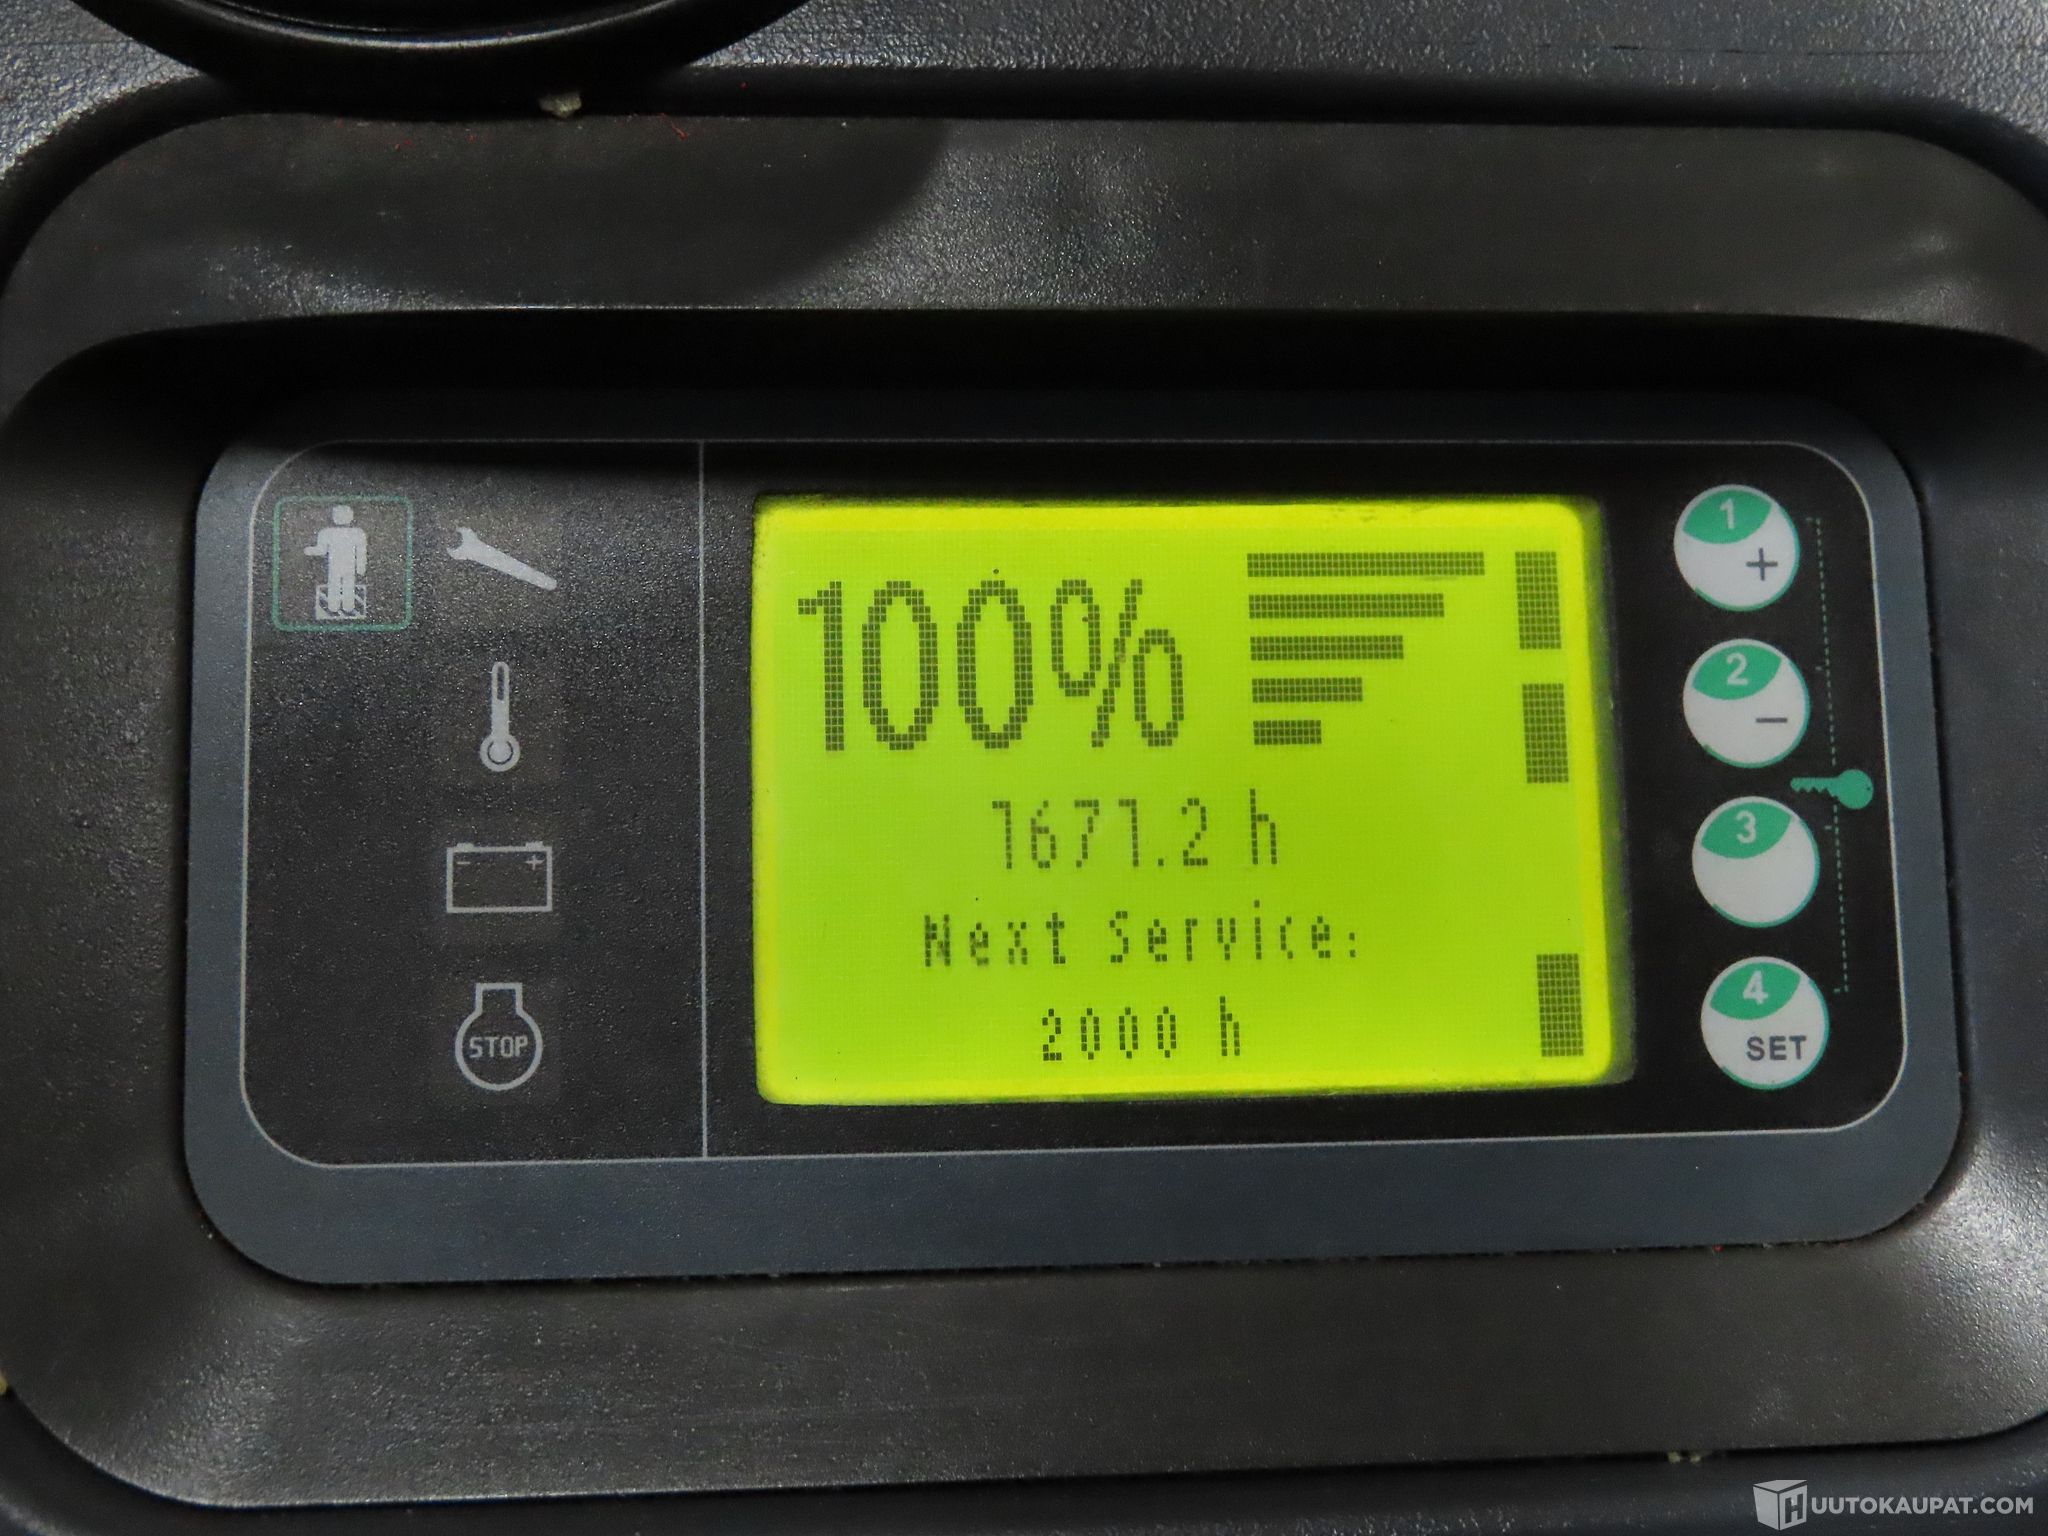 100%
1671.2 h
Next Service:
2000 h
- +
STOP
1
+
2
−
3
4
SET
HUUTOKAUPAT.COM